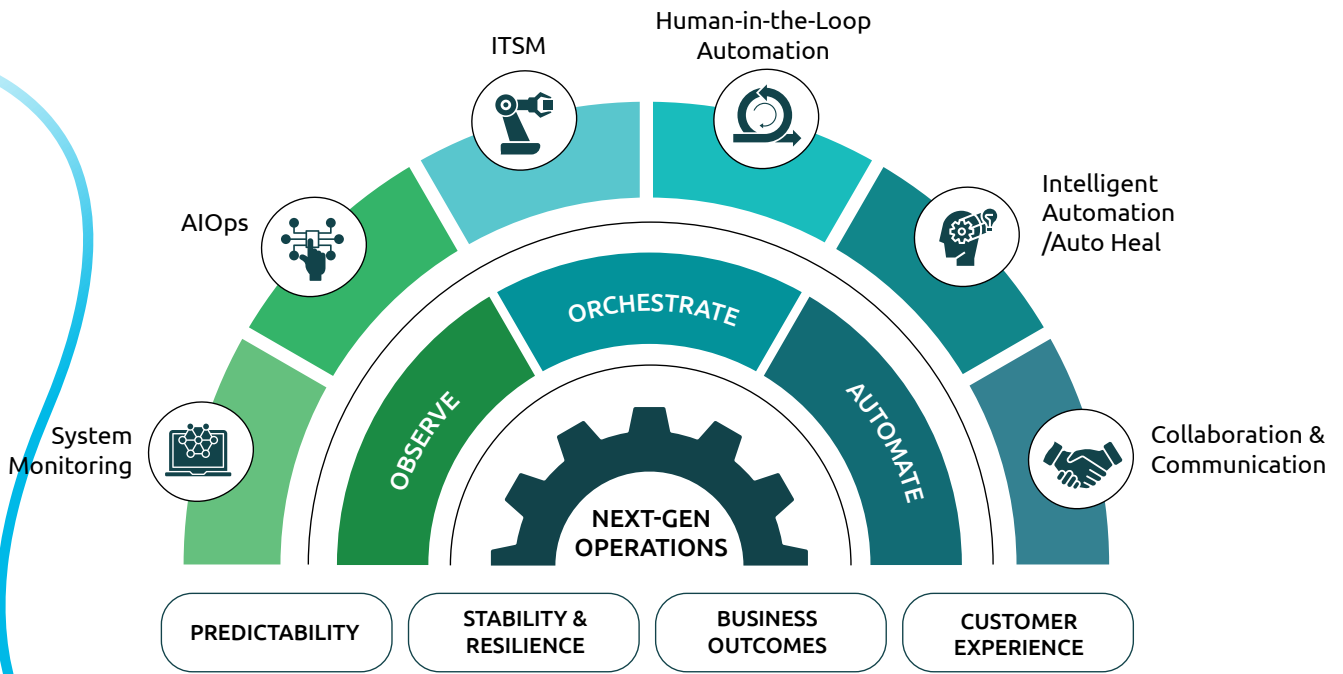 Human-in-the-Loop
Automation
ITSM
Intelligent
Automation
/Auto Heal
AIOps
ORCHESTRATE
OBSERVE
AUTOMATE
System
Monitoring
Collaboration &
Communication
NEXT-GEN
OPERATIONS
PREDICTABILITY
STABILITY &
RESILIENCE
BUSINESS
OUTCOMES
CUSTOMER
EXPERIENCE